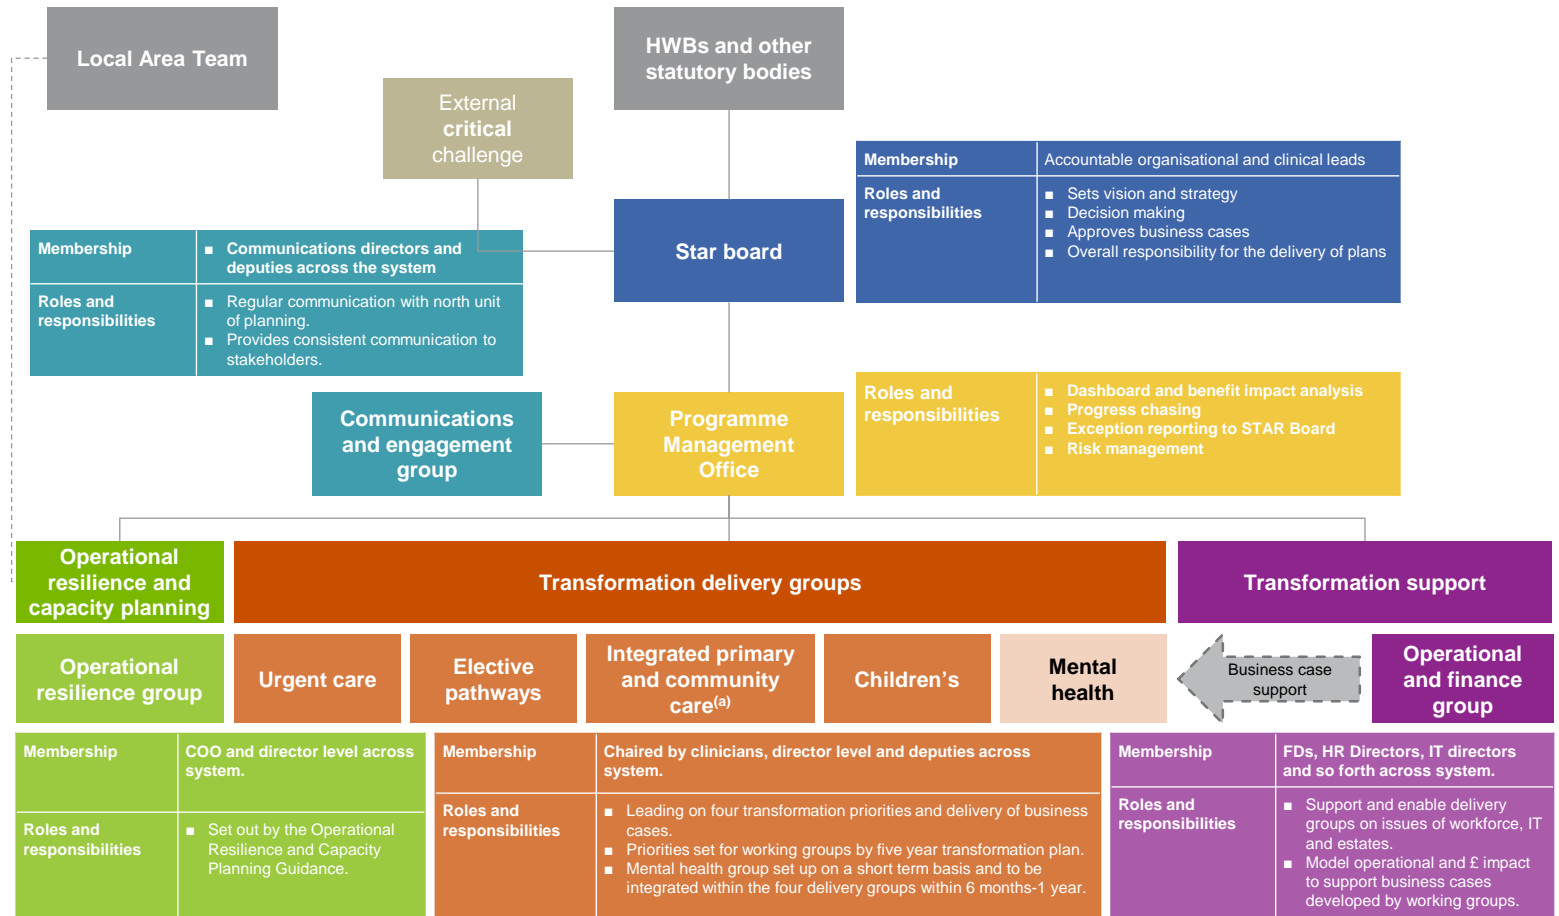 Local Area Team
HWBs and other
statutory bodies
External
critical
challenge
Membership
Accountable organisational and clinical leads
Roles and
responsibilities
■ Sets vision and strategy
■ Decision making
■ Approves business cases
■ Overall responsibility for the delivery of plans
Star board
Membership
■ Communications directors and
deputies across the system
Roles and
responsibilities
■ Regular communication with north unit
of planning.
■ Provides consistent communication to
stakeholders.
Communications
and engagement
group
Programme
Management
Office
Roles and
responsibilities
■ Dashboard and benefit impact analysis
■ Progress chasing
■ Exception reporting to STAR Board
■ Risk management
Operational
resilience and
capacity planning
Transformation delivery groups
Transformation support
Operational
resilience group
Urgent care
Elective
pathways
Integrated primary
and community
care(a)
Children's
Mental
health
Business case
support
Operational
and finance
group
Membership
COO and director level across
system.
Roles and
responsibilities
■ Set out by the Operational
Resilience and Capacity
Planning Guidance.
Membership
Chaired by clinicians, director level and deputies across
system.
Roles and
responsibilities
■ Leading on four transformation priorities and delivery of business
cases.
■ Priorities set for working groups by five year transformation plan.
■ Mental health group set up on a short term basis and to be
integrated within the four delivery groups within 6 months-1 year.
Membership
FDs, HR Directors, IT directors
and so forth across system.
Roles and
responsibilities
■ Support and enable delivery
groups on issues of workforce, IT
and estates.
■ Model operational and £ impact
to support business cases
developed by working groups.